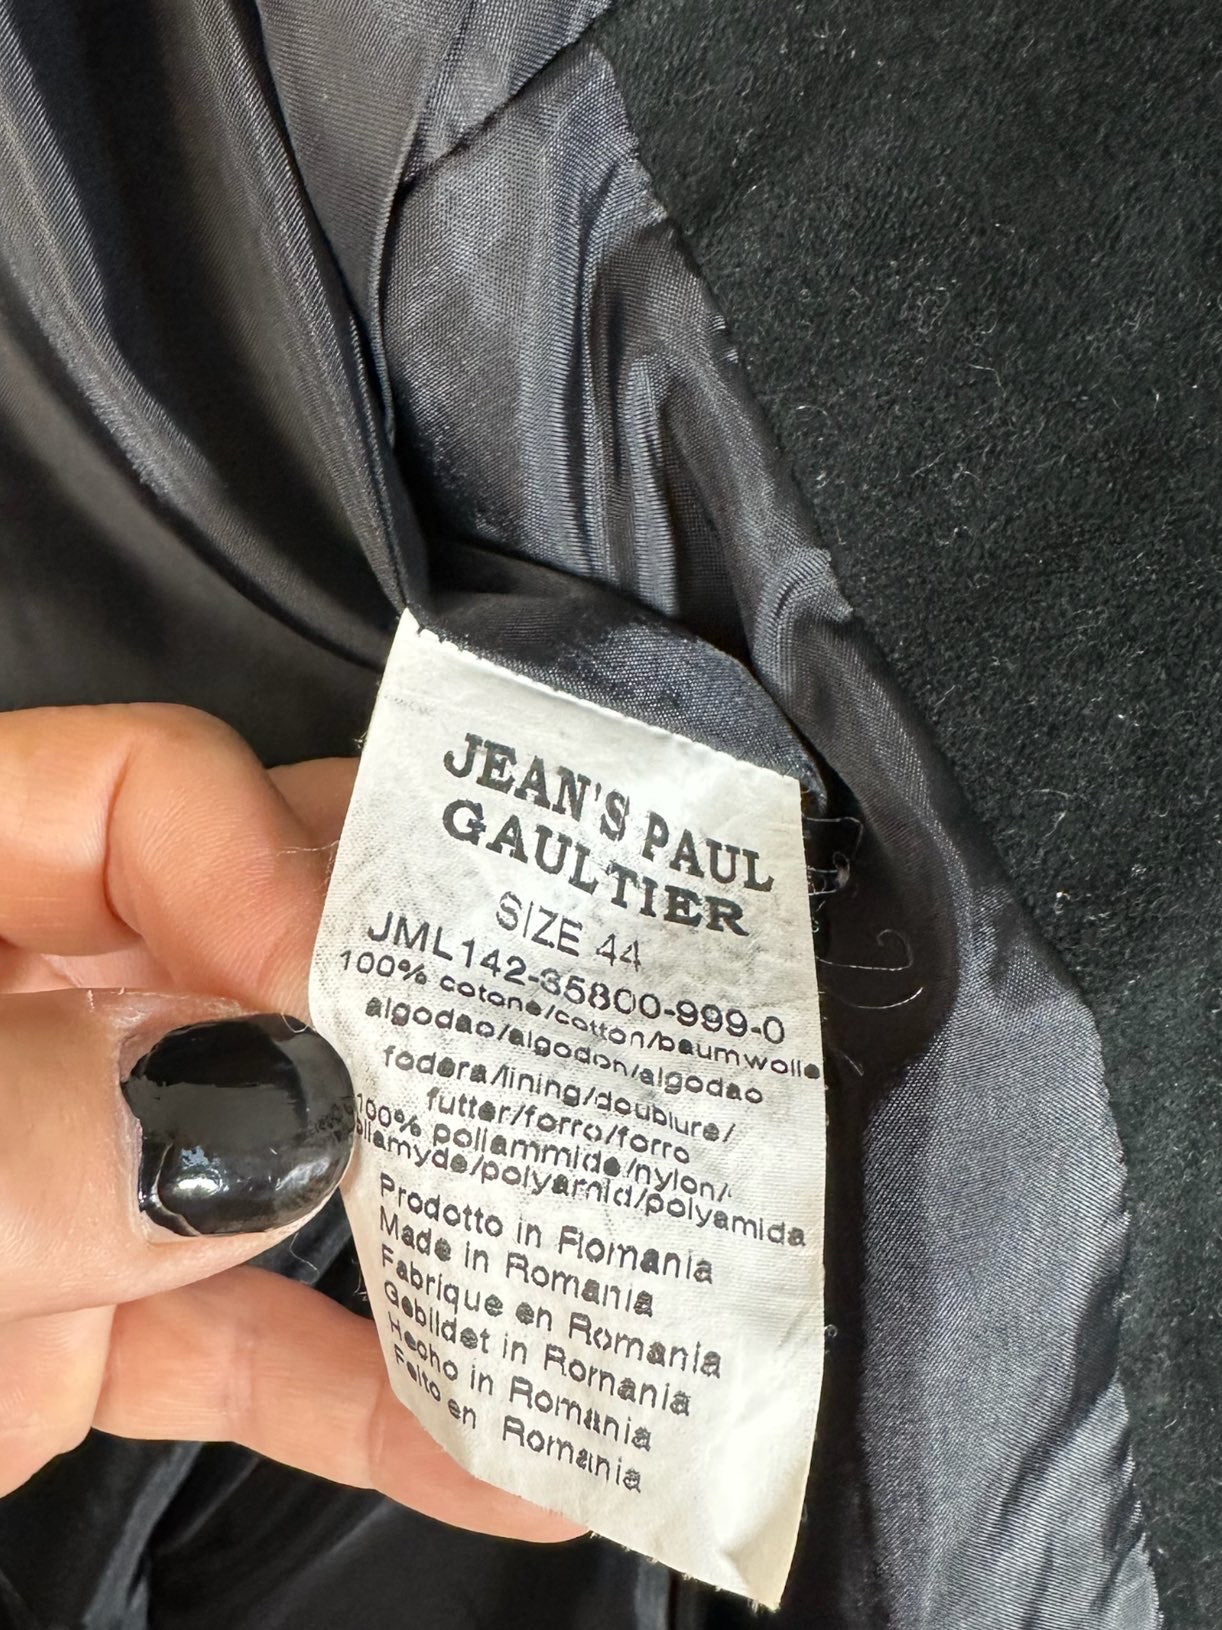 JEAN'S PAUL
GAULTIER
SIZE 44
JML142-35800-999-0
100% cotone/cotton/baumwolle
algodao/algodon/algodao
fodera/lining/doublure/
futter/forro/forro
100% poliammide/nylon/
pliamyde/polyamid/polyamida
Prodotto in Romania
Made in Romania
Fabrique en Romania
Gebildet in Romania
Hecho in Romania
Feito en Romania